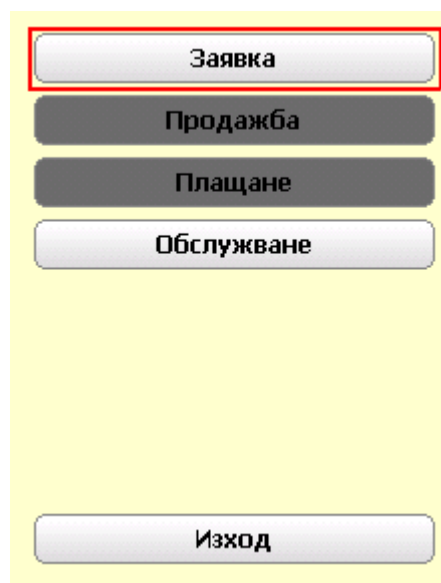 Заявка
Продажба
Плащане
Обслужване
Изход